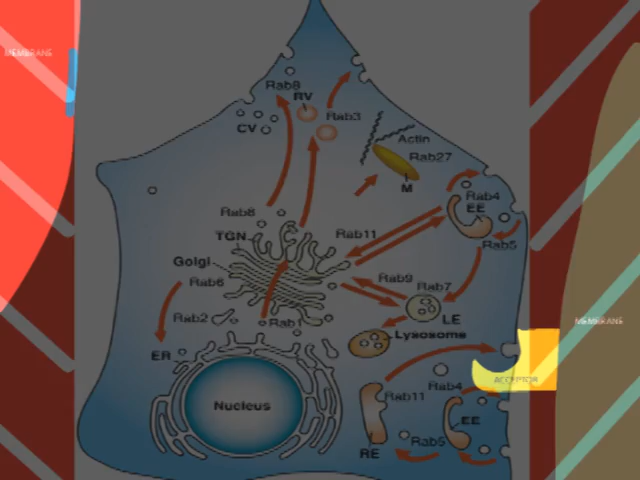 MEMBRANE
Rab8
RV
CV
Rab3
Actin
Rab27
M
Rab4
EE
Rab8
TGN
Rab11
Rab5
Golgi
Rab6
Rab9
Rab7
Rab2
Rab1
LE
MEMBRANE
Lysosome
ER
ACCEPTOR
Rab4
Rab11
Nucleus
EE
Rab5
RE